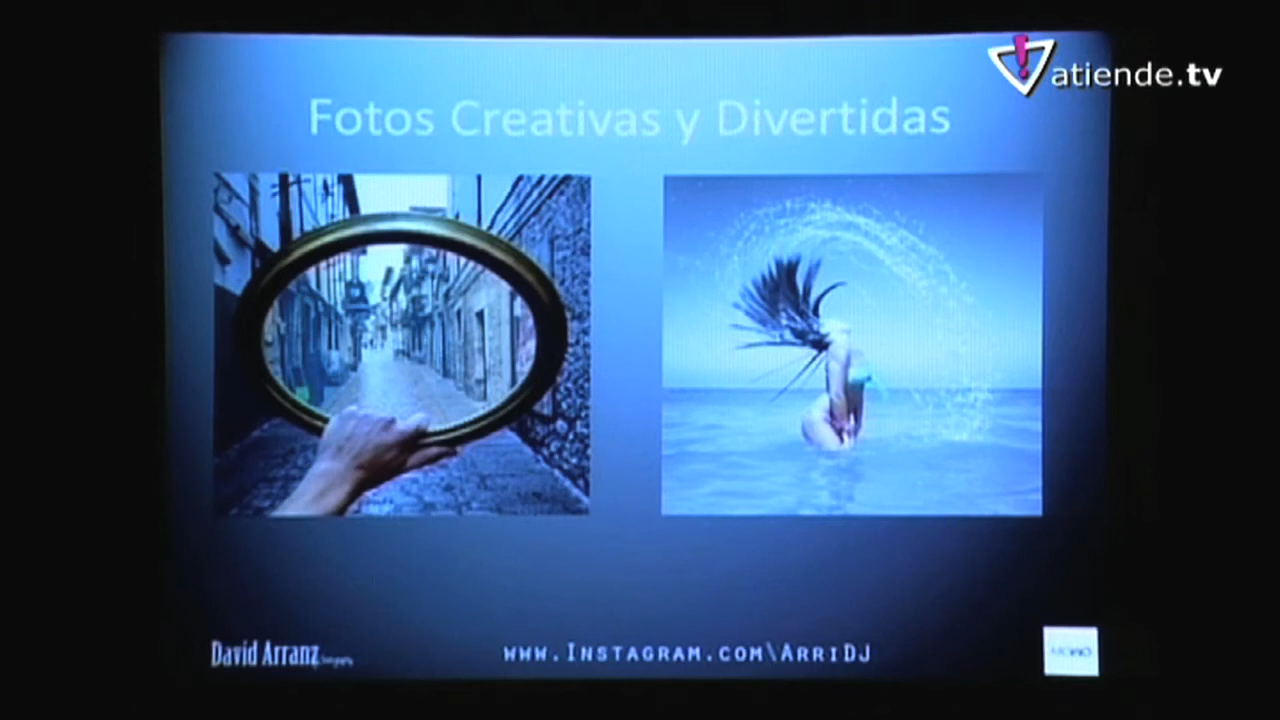 atiende.tv
Fotos Creativas y Divertidas
David Arranz
www.Instagram.com\ArriDJ